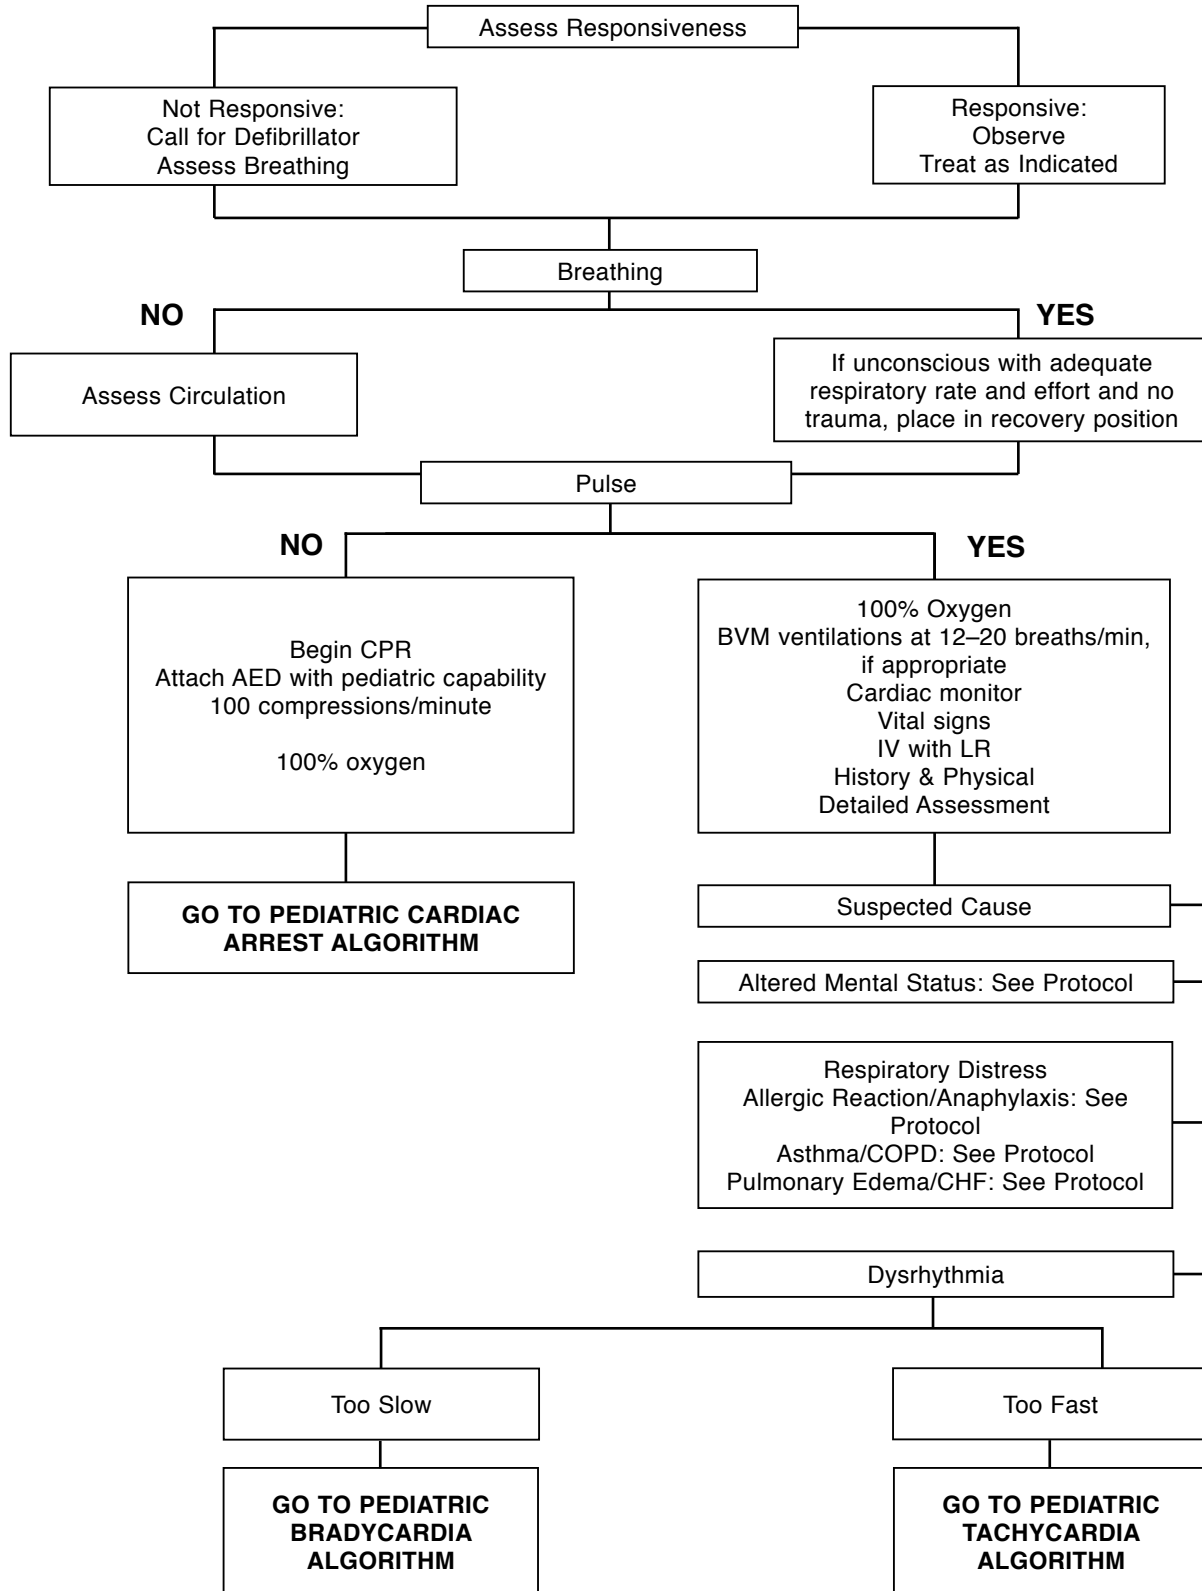 Assess Responsiveness
Not Responsive:
Call for Defibrillator
Assess Breathing
Responsive:
Observe
Treat as Indicated
Breathing
NO
YES
Assess Circulation
If unconscious with adequate
respiratory rate and effort and no
trauma, place in recovery position
Pulse
NO
YES
Begin CPR
Attach AED with pediatric capability
100 compressions/minute
100% oxygen
100% Oxygen
BVM ventilations at 12–20 breaths/min,
if appropriate
Cardiac monitor
Vital signs
IV with LR
History & Physical
Detailed Assessment
GO TO PEDIATRIC CARDIAC
ARREST ALGORITHM
Suspected Cause
Altered Mental Status: See Protocol
Respiratory Distress
Allergic Reaction/Anaphylaxis: See
Protocol
Asthma/COPD: See Protocol
Pulmonary Edema/CHF: See Protocol
Dysrhythmia
Too Slow
Too Fast
GO TO PEDIATRIC
BRADYCARDIA
ALGORITHM
GO TO PEDIATRIC
TACHYCARDIA
ALGORITHM